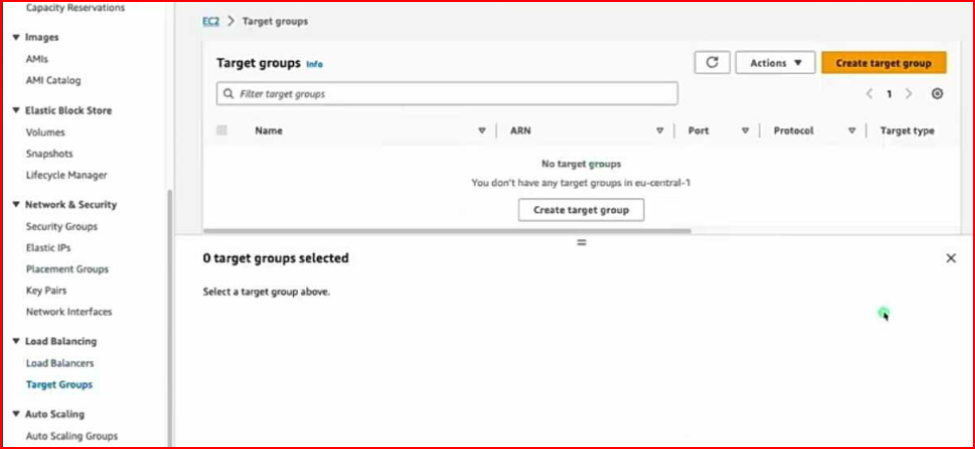 Capacity Reservations
Images
AMIs
AMI Catalog
Elastic Block Store
Volumes
Snapshots
Lifecycle Manager
Network & Security
Security Groups
Elastic IPs
Placement Groups
Key Pairs
Network Interfaces
Load Balancing
Load Balancers
Target Groups
Auto Scaling
Auto Scaling Groups
EC2 > Target groups
Target groups Info
Actions
Create target group
Filter target groups
1
Name ARN Port Protocol Target type
No target groups
You don't have any target groups in eu-central-1
Create target group
0 target groups selected
Select a target group above.